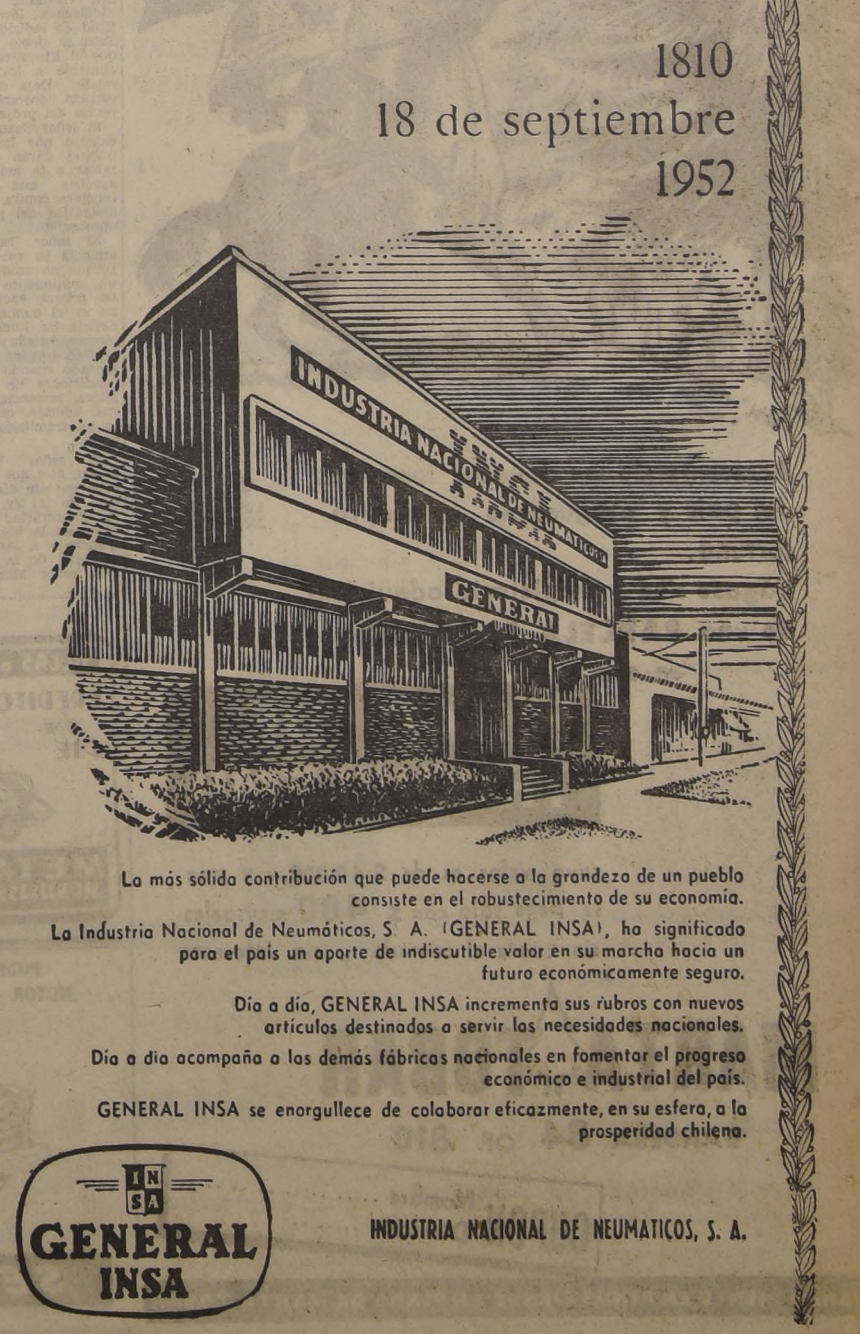 1810
18 de septiembre
1952
INDUSTRIA NACIONAL DE NEUMATICOS S.A.
GENERAL
La más sólida contribución que puede hacerse a la grandeza de un pueblo
consiste en el robustecimiento de su economía.
La Industria Nacional de Neumáticos, S. A. (GENERAL INSA), ha significado
para el país un aporte de indiscutible valor en su marcha hacia un
futuro económicamente seguro.
Día a día, GENERAL INSA incrementa sus rubros con nuevos
artículos destinados a servir las necesidades nacionales.
Día a día acompaña a las demás fábricas nacionales en fomentar el progreso
económico e industrial del país.
GENERAL INSA se enorgullece de colaborar eficazmente, en su esfera, a la
prosperidad chilena.
IN
SA
GENERAL
INSA
INDUSTRIA NACIONAL DE NEUMATICOS, S. A.